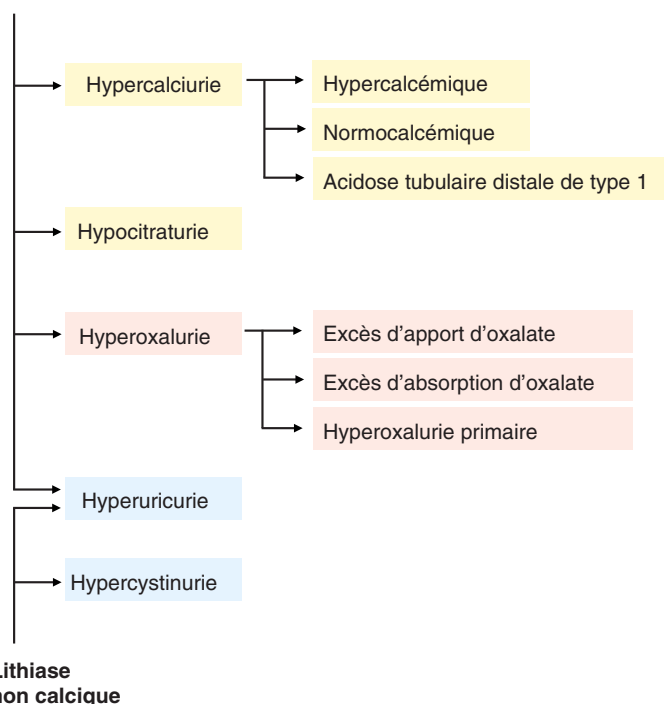 Hypercalciurie
Hypercalcémique
Normocalcémique
Acidose tubulaire distale de type 1
Hypocitraturie
Hyperoxalurie
Excès d'apport d'oxalate
Excès d'absorption d'oxalate
Hyperoxalurie primaire
Hyperuricurie
Hypercystinurie
Lithiase
non calcique